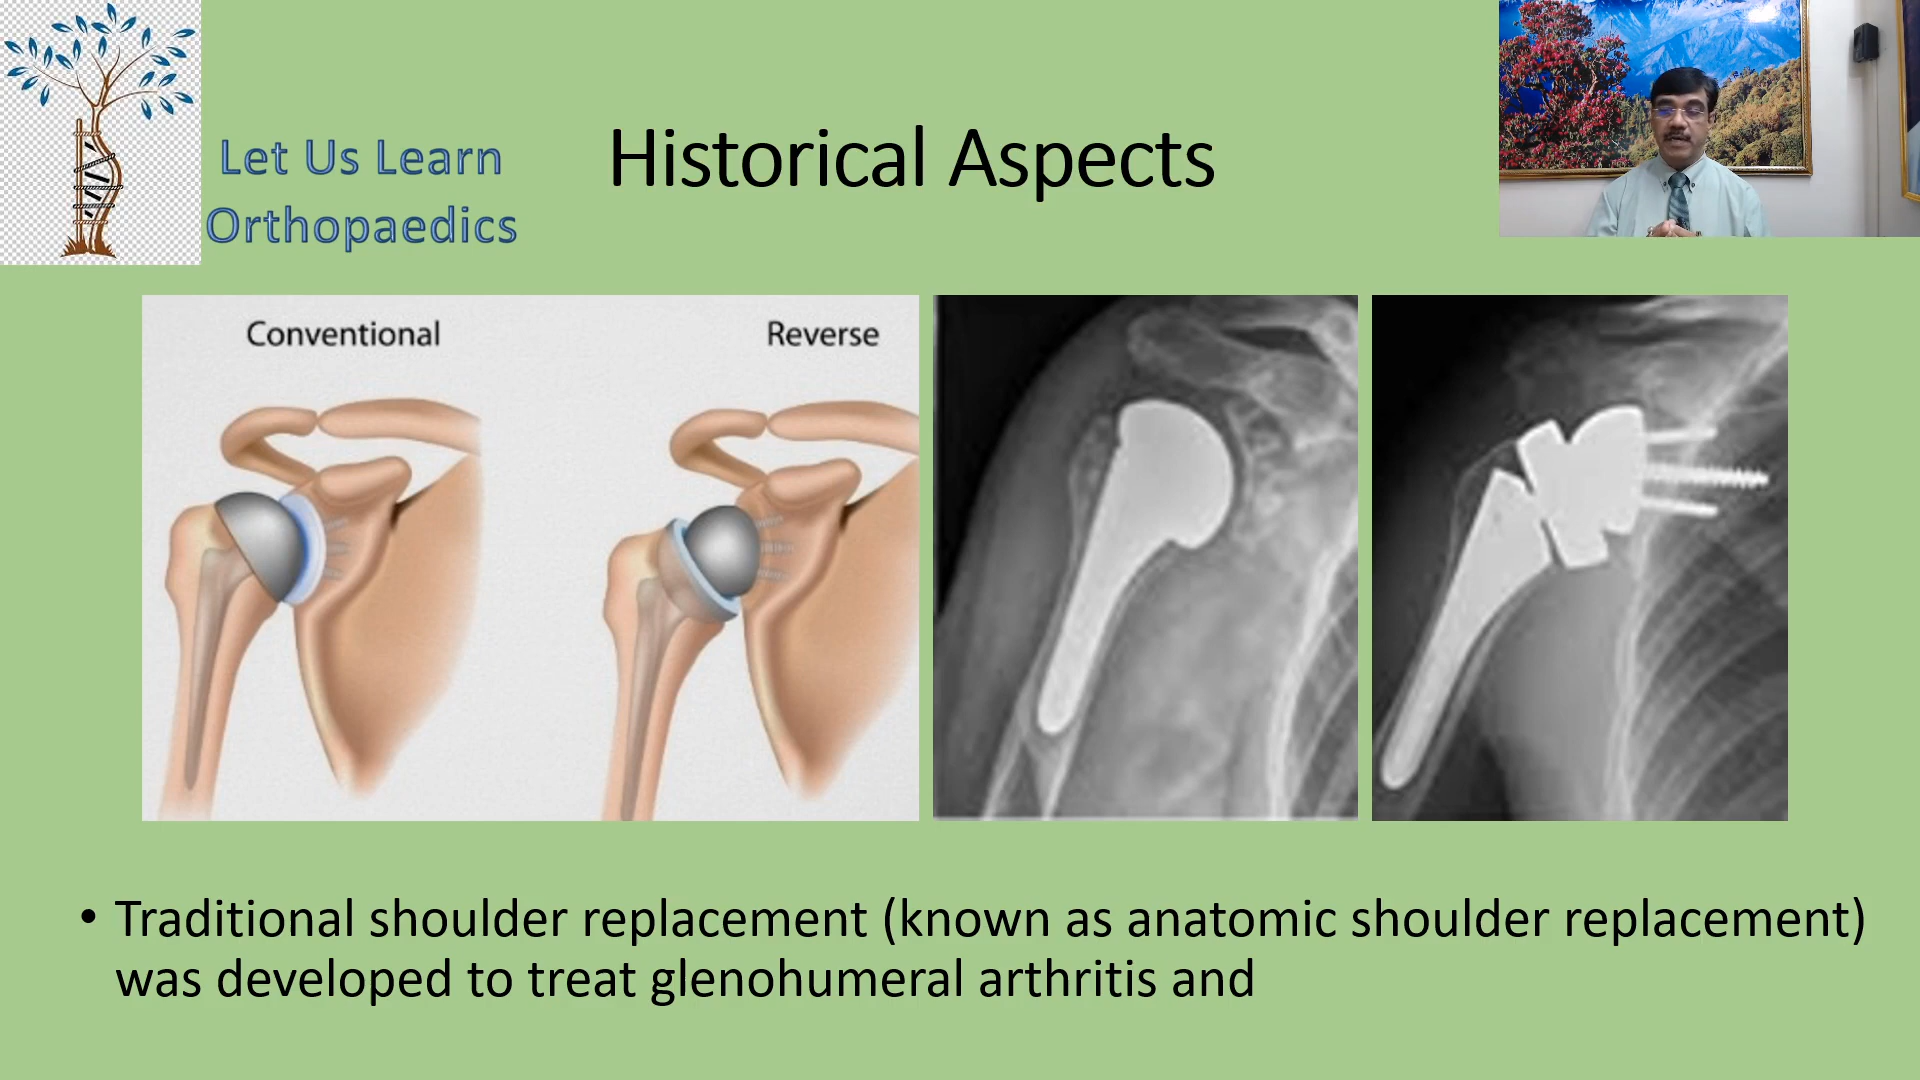 Let Us Learn
Orthopaedics
Historical Aspects
Conventional
Reverse
• Traditional shoulder replacement (known as anatomic shoulder replacement)
was developed to treat glenohumeral arthritis and